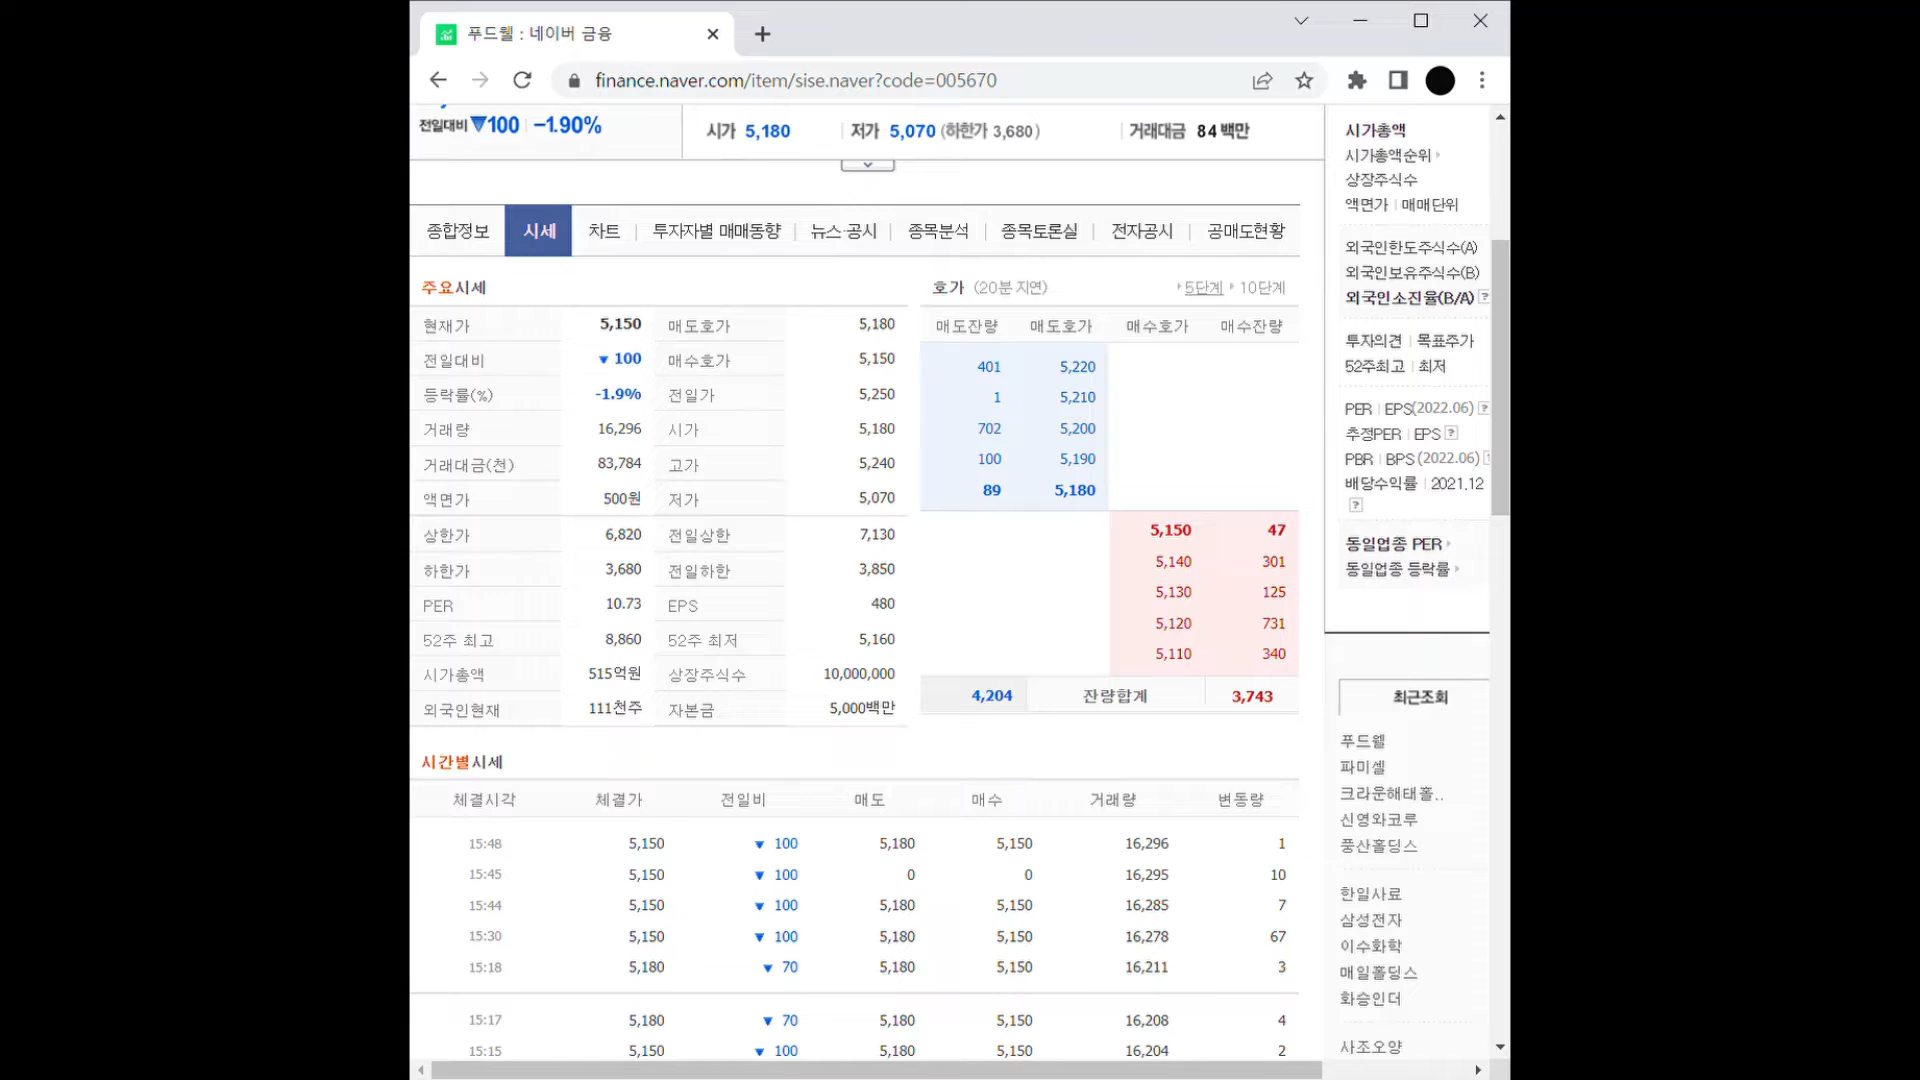 푸드웰 : 네이버 금융
finance.naver.com/item/sise.naver?code=005670
전일대비 ▼100 | -1.90%
시가 5,180 | 저가 5,070 (하한가 3,680) | 거래대금 84 백만
종합정보 시세 차트 | 투자자별 매매동향 | 뉴스·공시 | 종목분석 | 종목토론실 | 전자공시 | 공매도현황
주요시세
현재가 5,150 매도호가 5,180
전일대비 ▼ 100 매수호가 5,150
등락률(%) -1.9% 전일가 5,250
거래량 16,296 시가 5,180
거래대금(천) 83,784 고가 5,240
액면가 500원 저가 5,070
상한가 6,820 전일상한 7,130
하한가 3,680 전일하한 3,850
PER 10.73 EPS 480
52주 최고 8,860 52주 최저 5,160
시가총액 515억원 상장주식수 10,000,000
외국인현재 111천주 자본금 5,000백만
호가 (20분 지연) 5단계 10단계
매도잔량 매도호가 매수호가 매수잔량
401 5,220
1 5,210
702 5,200
100 5,190
89 5,180
5,150 47
5,140 301
5,130 125
5,120 731
5,110 340
4,204 잔량합계 3,743
시간별시세
체결시각 체결가 전일비 매도 매수 거래량 변동량
15:48 5,150 ▼ 100 5,180 5,150 16,296 1
15:45 5,150 ▼ 100 0 0 16,295 10
15:44 5,150 ▼ 100 5,180 5,150 16,285 7
15:30 5,150 ▼ 100 5,180 5,150 16,278 67
15:18 5,180 ▼ 70 5,180 5,150 16,211 3
15:17 5,180 ▼ 70 5,180 5,150 16,208 4
15:15 5,150 ▼ 100 5,180 5,150 16,204 2
시가총액
시가총액순위
상장주식수
액면가 | 매매단위
외국인한도주식수(A)
외국인보유주식수(B)
외국인소진율(B/A) ?
투자의견 | 목표주가
52주최고 | 최저
PER | EPS(2022.06) ?
추정PER | EPS ?
PBR | BPS (2022.06)
배당수익률 | 2021.12
?
동일업종 PER
동일업종 등락률
최근조회
푸드웰
파미셀
크라운해태홀..
신영와코루
풍산홀딩스
한일사료
삼성전자
이수화학
매일홀딩스
화승인더
사조오양